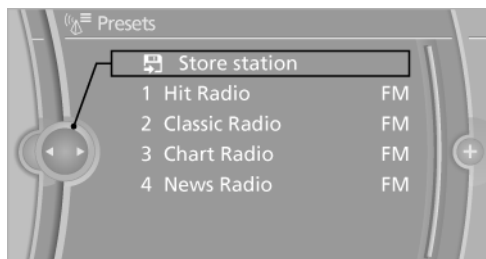 Presets
Store station
1 Hit Radio FM
2 Classic Radio FM
3 Chart Radio FM
4 News Radio FM